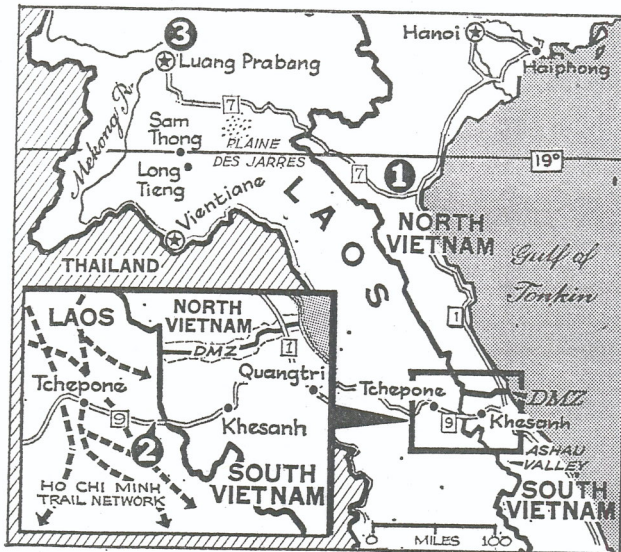 3
Luang Prabang
Hanoi
Haiphong
Mekong R.
7
Sam
Thong
PLAINE
DES JARRES
19°
Long
Tieng
7
1
LAOS
Vientiane
NORTH
VIETNAM
THAILAND
Gulf of
Tonkin
1
LAOS
NORTH
VIETNAM
DMZ
1
Quangtri
Tchepone
9
2
Khesanh
HO CHI MINH
TRAIL NETWORK
SOUTH
VIETNAM
Tchepone
9
Khesanh
DMZ
ASHAU
VALLEY
SOUTH
VIETNAM
0 MILES 100